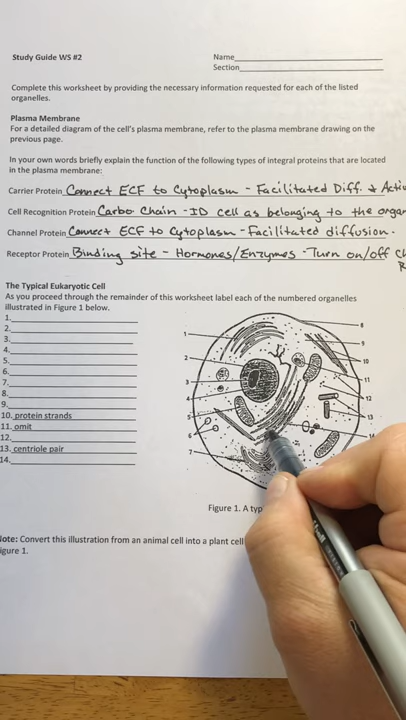 Study Guide WS #2
Name
Section
Complete this worksheet by providing the necessary information requested for each of the listed
organelles.
Plasma Membrane
For a detailed diagram of the cell's plasma membrane, refer to the plasma membrane drawing on the
previous page.
In your own words briefly explain the function of the following types of integral proteins that are located
in the plasma membrane:
Carrier Protein Connect ECF to Cytoplasm - Facilitated Diff. &
Cell Recognition Protein Carbo Chain - ID cell as belonging to the
Channel Protein Connect ECF to Cytoplasm - Facilitated diffusion.
Receptor Protein Binding site - Hormones/Enzymes - Turn on/off
The Typical Eukaryotic Cell
As you proceed through the remainder of this worksheet label each of the numbered organelles
illustrated in Figure 1 below.
1.
2.
3.
4.
5.
6.
7.
8.
9.
10. protein strands
11. omit
12.
13. centriole pair
14.
1
2
3
4
5
6
7
8
9
10
11
12
13
14
Figure 1. A
Note: Convert this illustration from an animal cell into a plant cell
Figure 1.